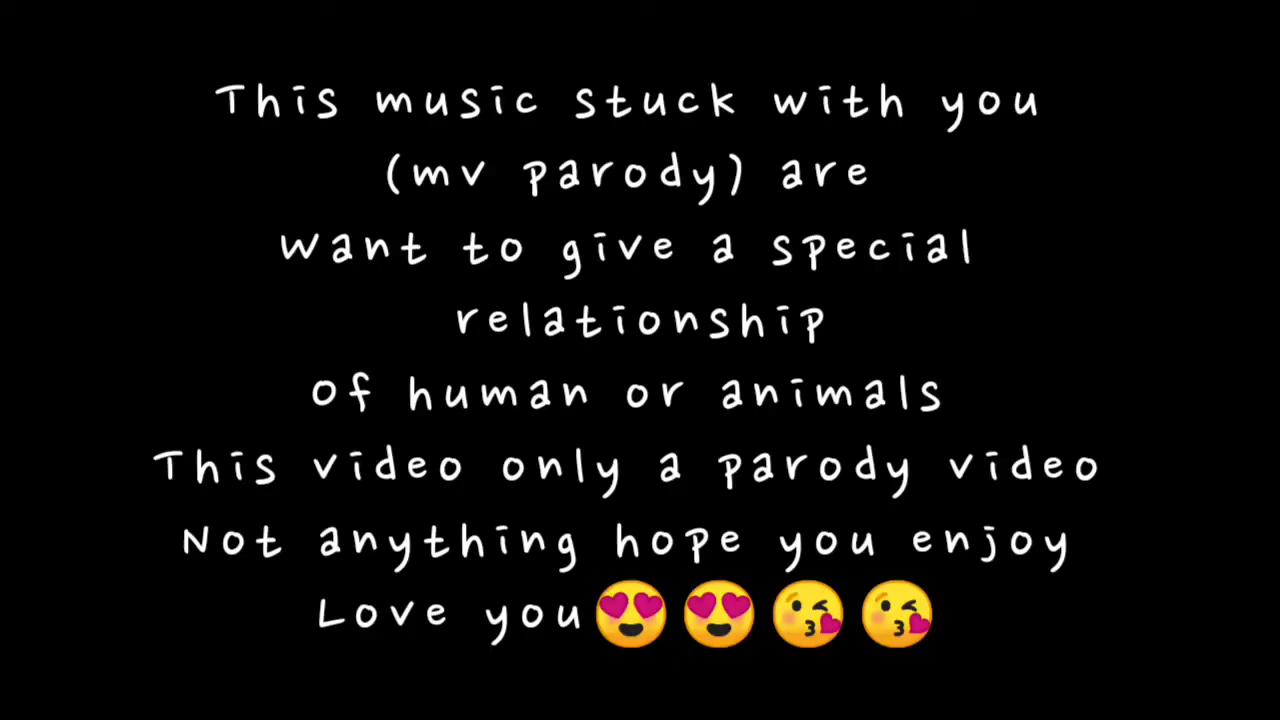 This music stuck with you
(mv parody) are
want to give a special
relationship
of human or animals
This video only a parody video
Not anything hope you enjoy
Love you😍😍😘😘